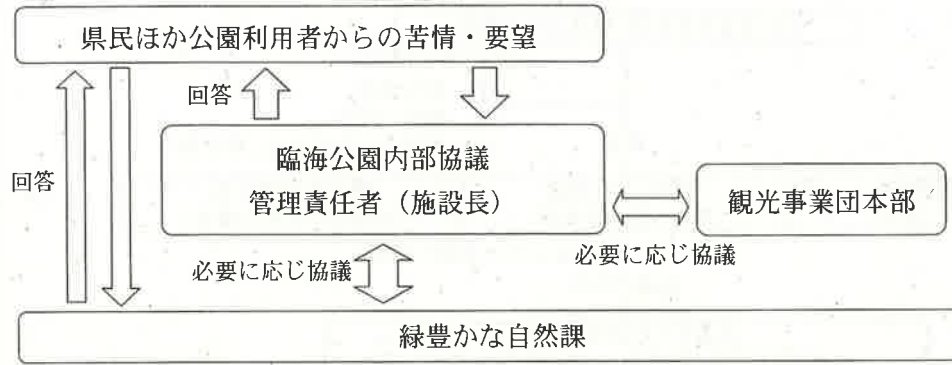 県民ほか公園利用者からの苦情・要望
回答
臨海公園内部協議
管理責任者（施設長）
回答
観光事業団本部
必要に応じ協議
必要に応じ協議
緑豊かな自然課